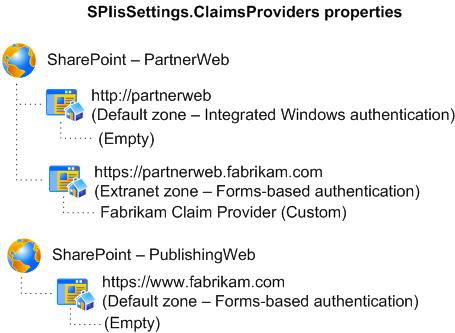 SPIisSettings.ClaimsProviders properties
SharePoint – PartnerWeb
http://partnerweb
(Default zone – Integrated Windows authentication)
(Empty)
https://partnerweb.fabrikam.com
(Extranet zone – Forms-based authentication)
Fabrikam Claim Provider (Custom)
SharePoint – PublishingWeb
https://www.fabrikam.com
(Default zone – Forms-based authentication)
(Empty)